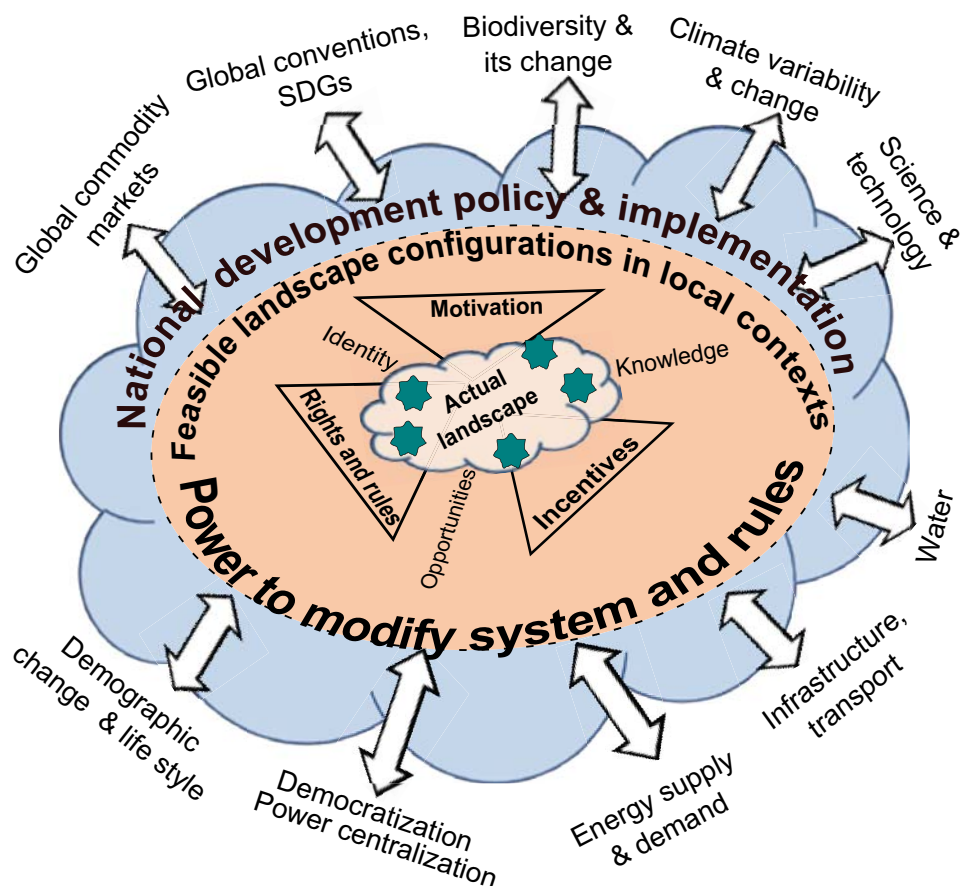 Biodiversity &
its change
Global conventions,
SDGs
Climate variability
& change
Global commodity
markets
Science &
technology
National development policy & implementation
Feasible landscape configurations in local contexts
Motivation
Identity
Knowledge
Actual
landscape
Rights and rules
Incentives
Opportunities
Power to modify system and rules
Water
Demographic
change & life style
Infrastructure,
transport
Democratization
Power centralization
Energy supply
& demand